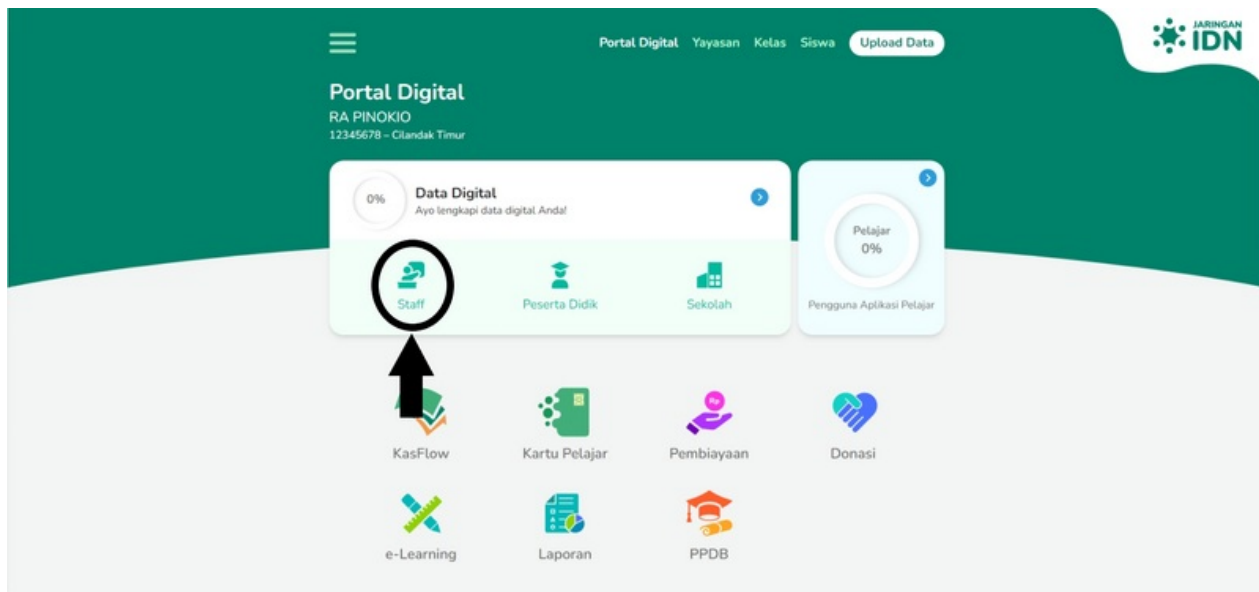 JARINGAN
IDN
Portal Digital Yayasan Kelas Siswa Upload Data
Portal Digital
RA PINOKIO
12345678 – Cilandak Timur
0%
Data Digital
Ayo lengkapi data digital Anda!
Pelajar
0%
Staff
Peserta Didik
Sekolah
Pengguna Aplikasi Pelajar
Rp
KasFlow
Kartu Pelajar
Pembiayaan
Donasi
e-Learning
Laporan
PPDB